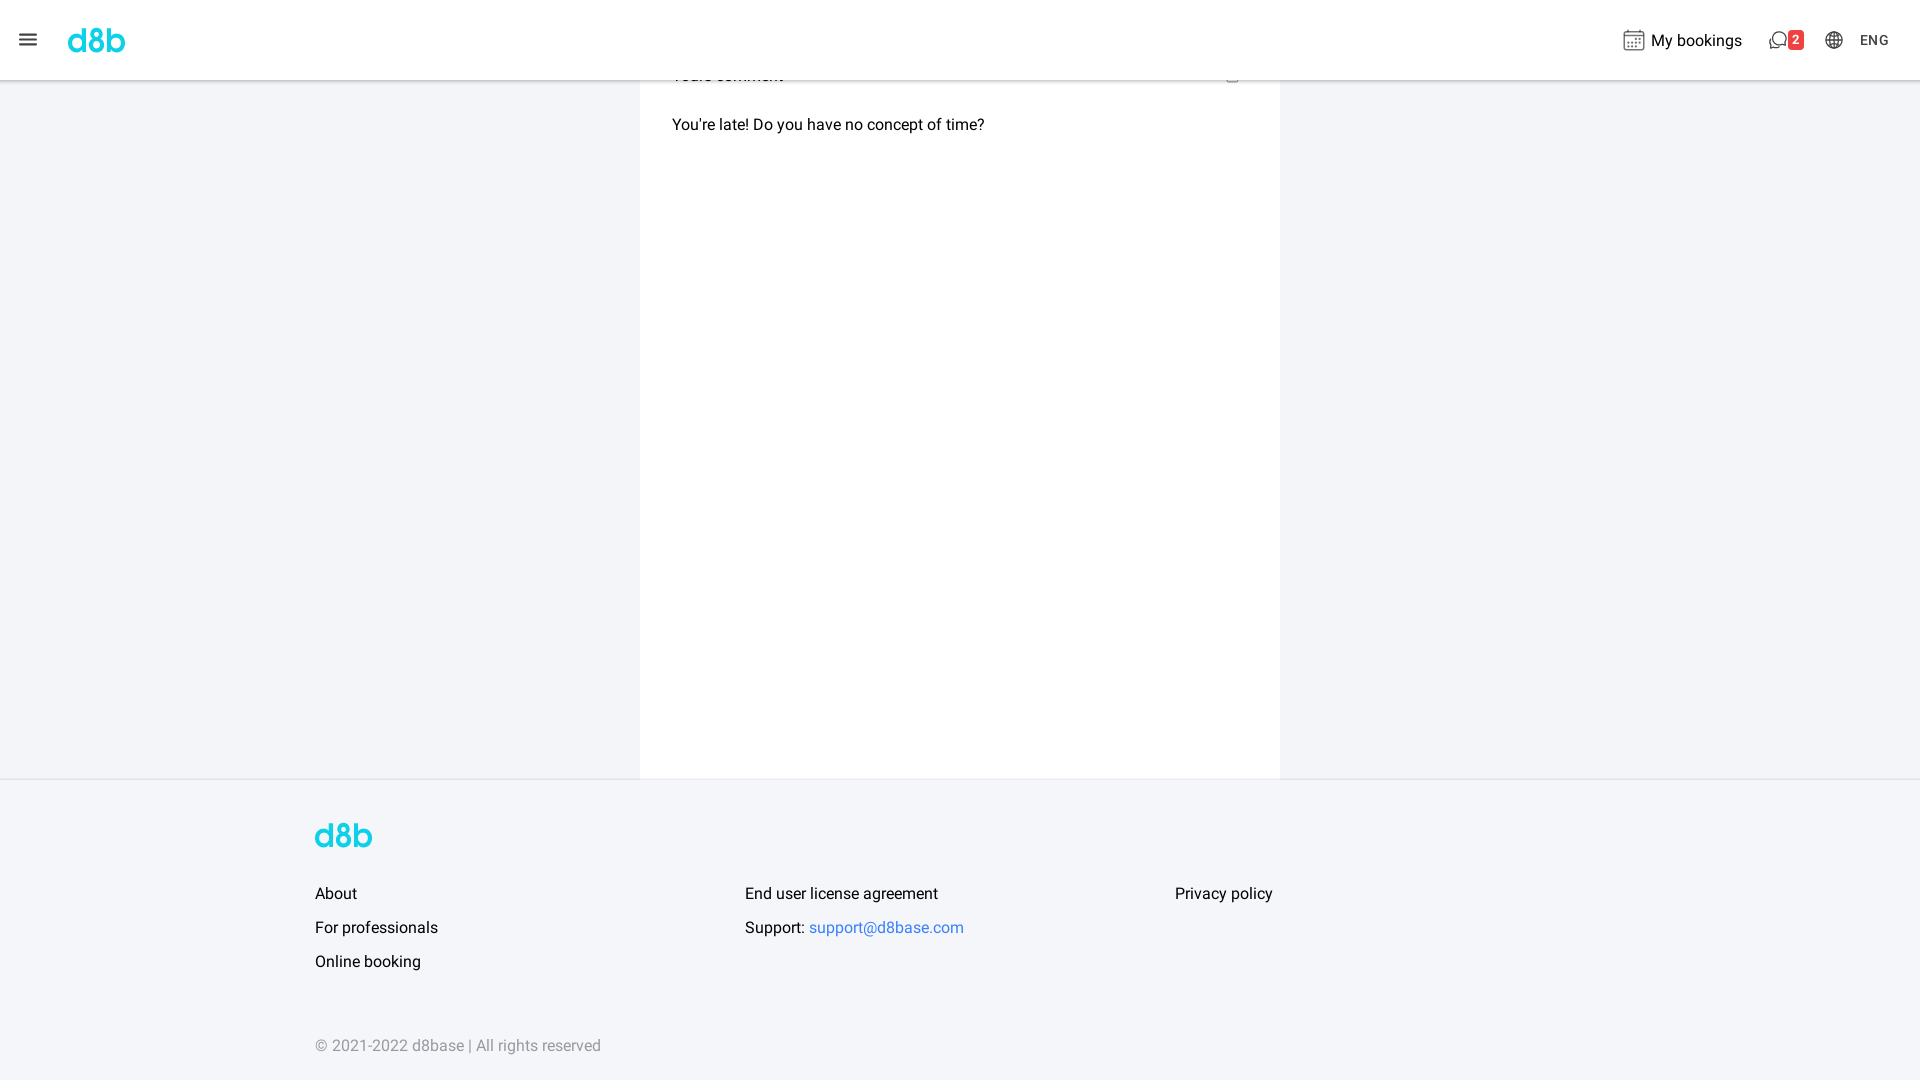 d8b
My bookings
2
ENG
You're late! Do you have no concept of time?
d8b
About
End user license agreement
Privacy policy
For professionals
Support: support@d8base.com
Online booking
© 2021-2022 d8base | All rights reserved